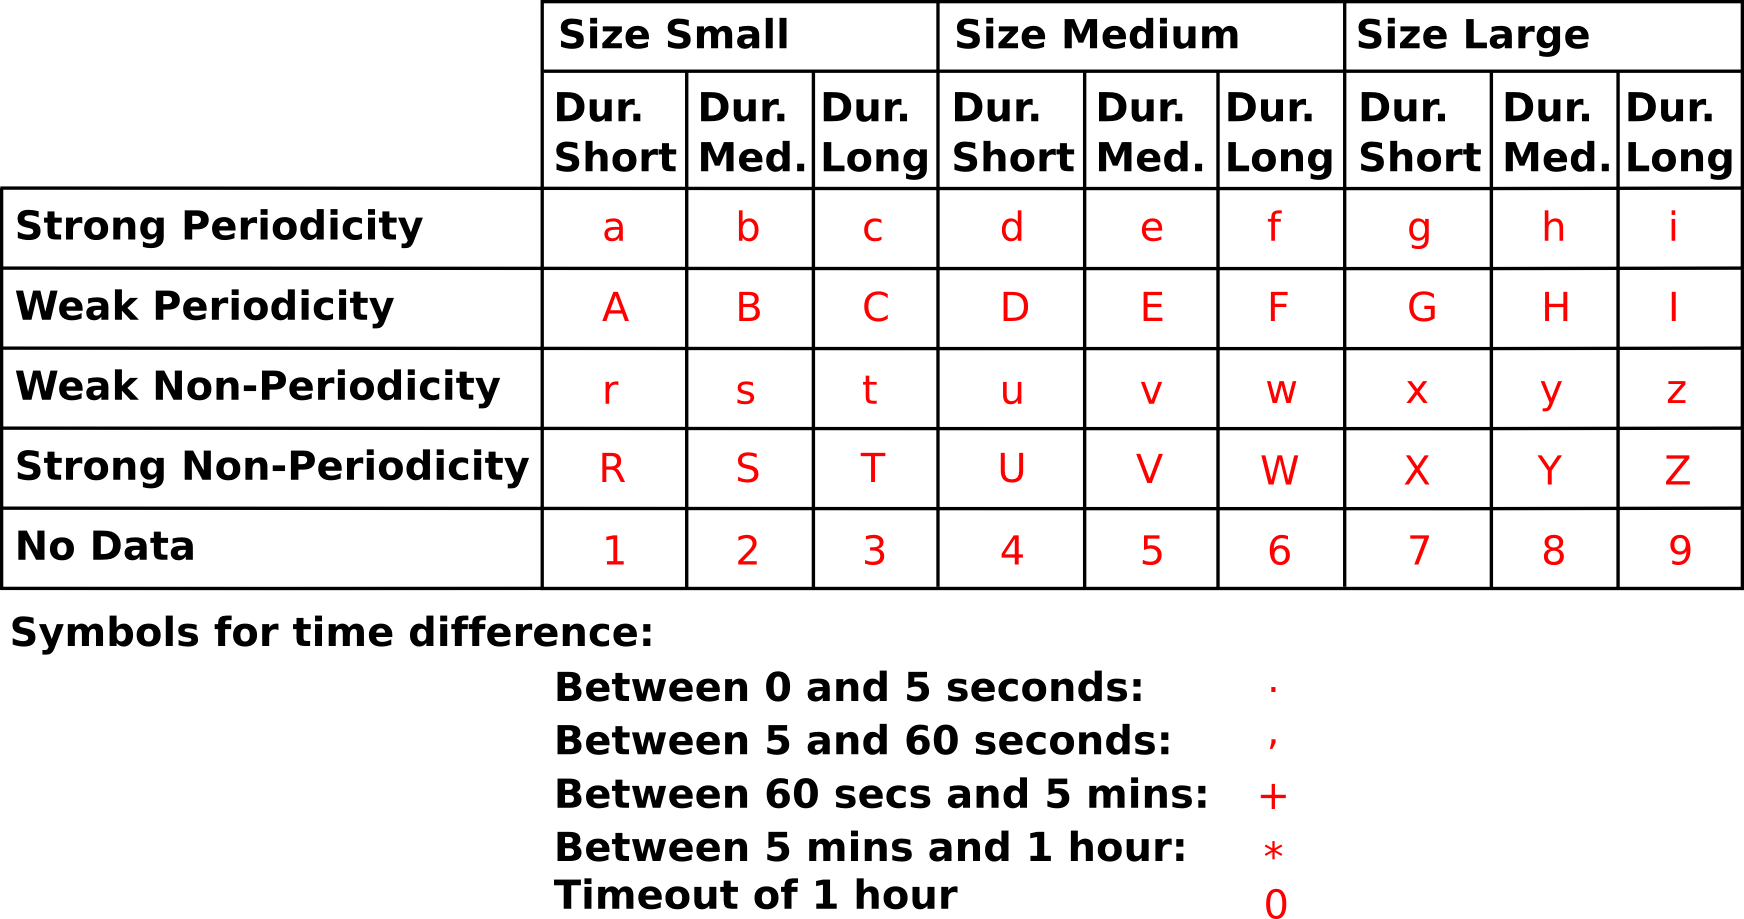 Size Small Size Medium Size Large
Dur. Short Dur. Med. Dur. Long Dur. Short Dur. Med. Dur. Long Dur. Short Dur. Med. Dur. Long
Strong Periodicity a b c d e f g h i
Weak Periodicity A B C D E F G H I
Weak Non-Periodicity r s t u v w x y z
Strong Non-Periodicity R S T U V W X Y Z
No Data 1 2 3 4 5 6 7 8 9
Symbols for time difference:
Between 0 and 5 seconds: .
Between 5 and 60 seconds: ,
Between 60 secs and 5 mins: +
Between 5 mins and 1 hour: *
Timeout of 1 hour 0